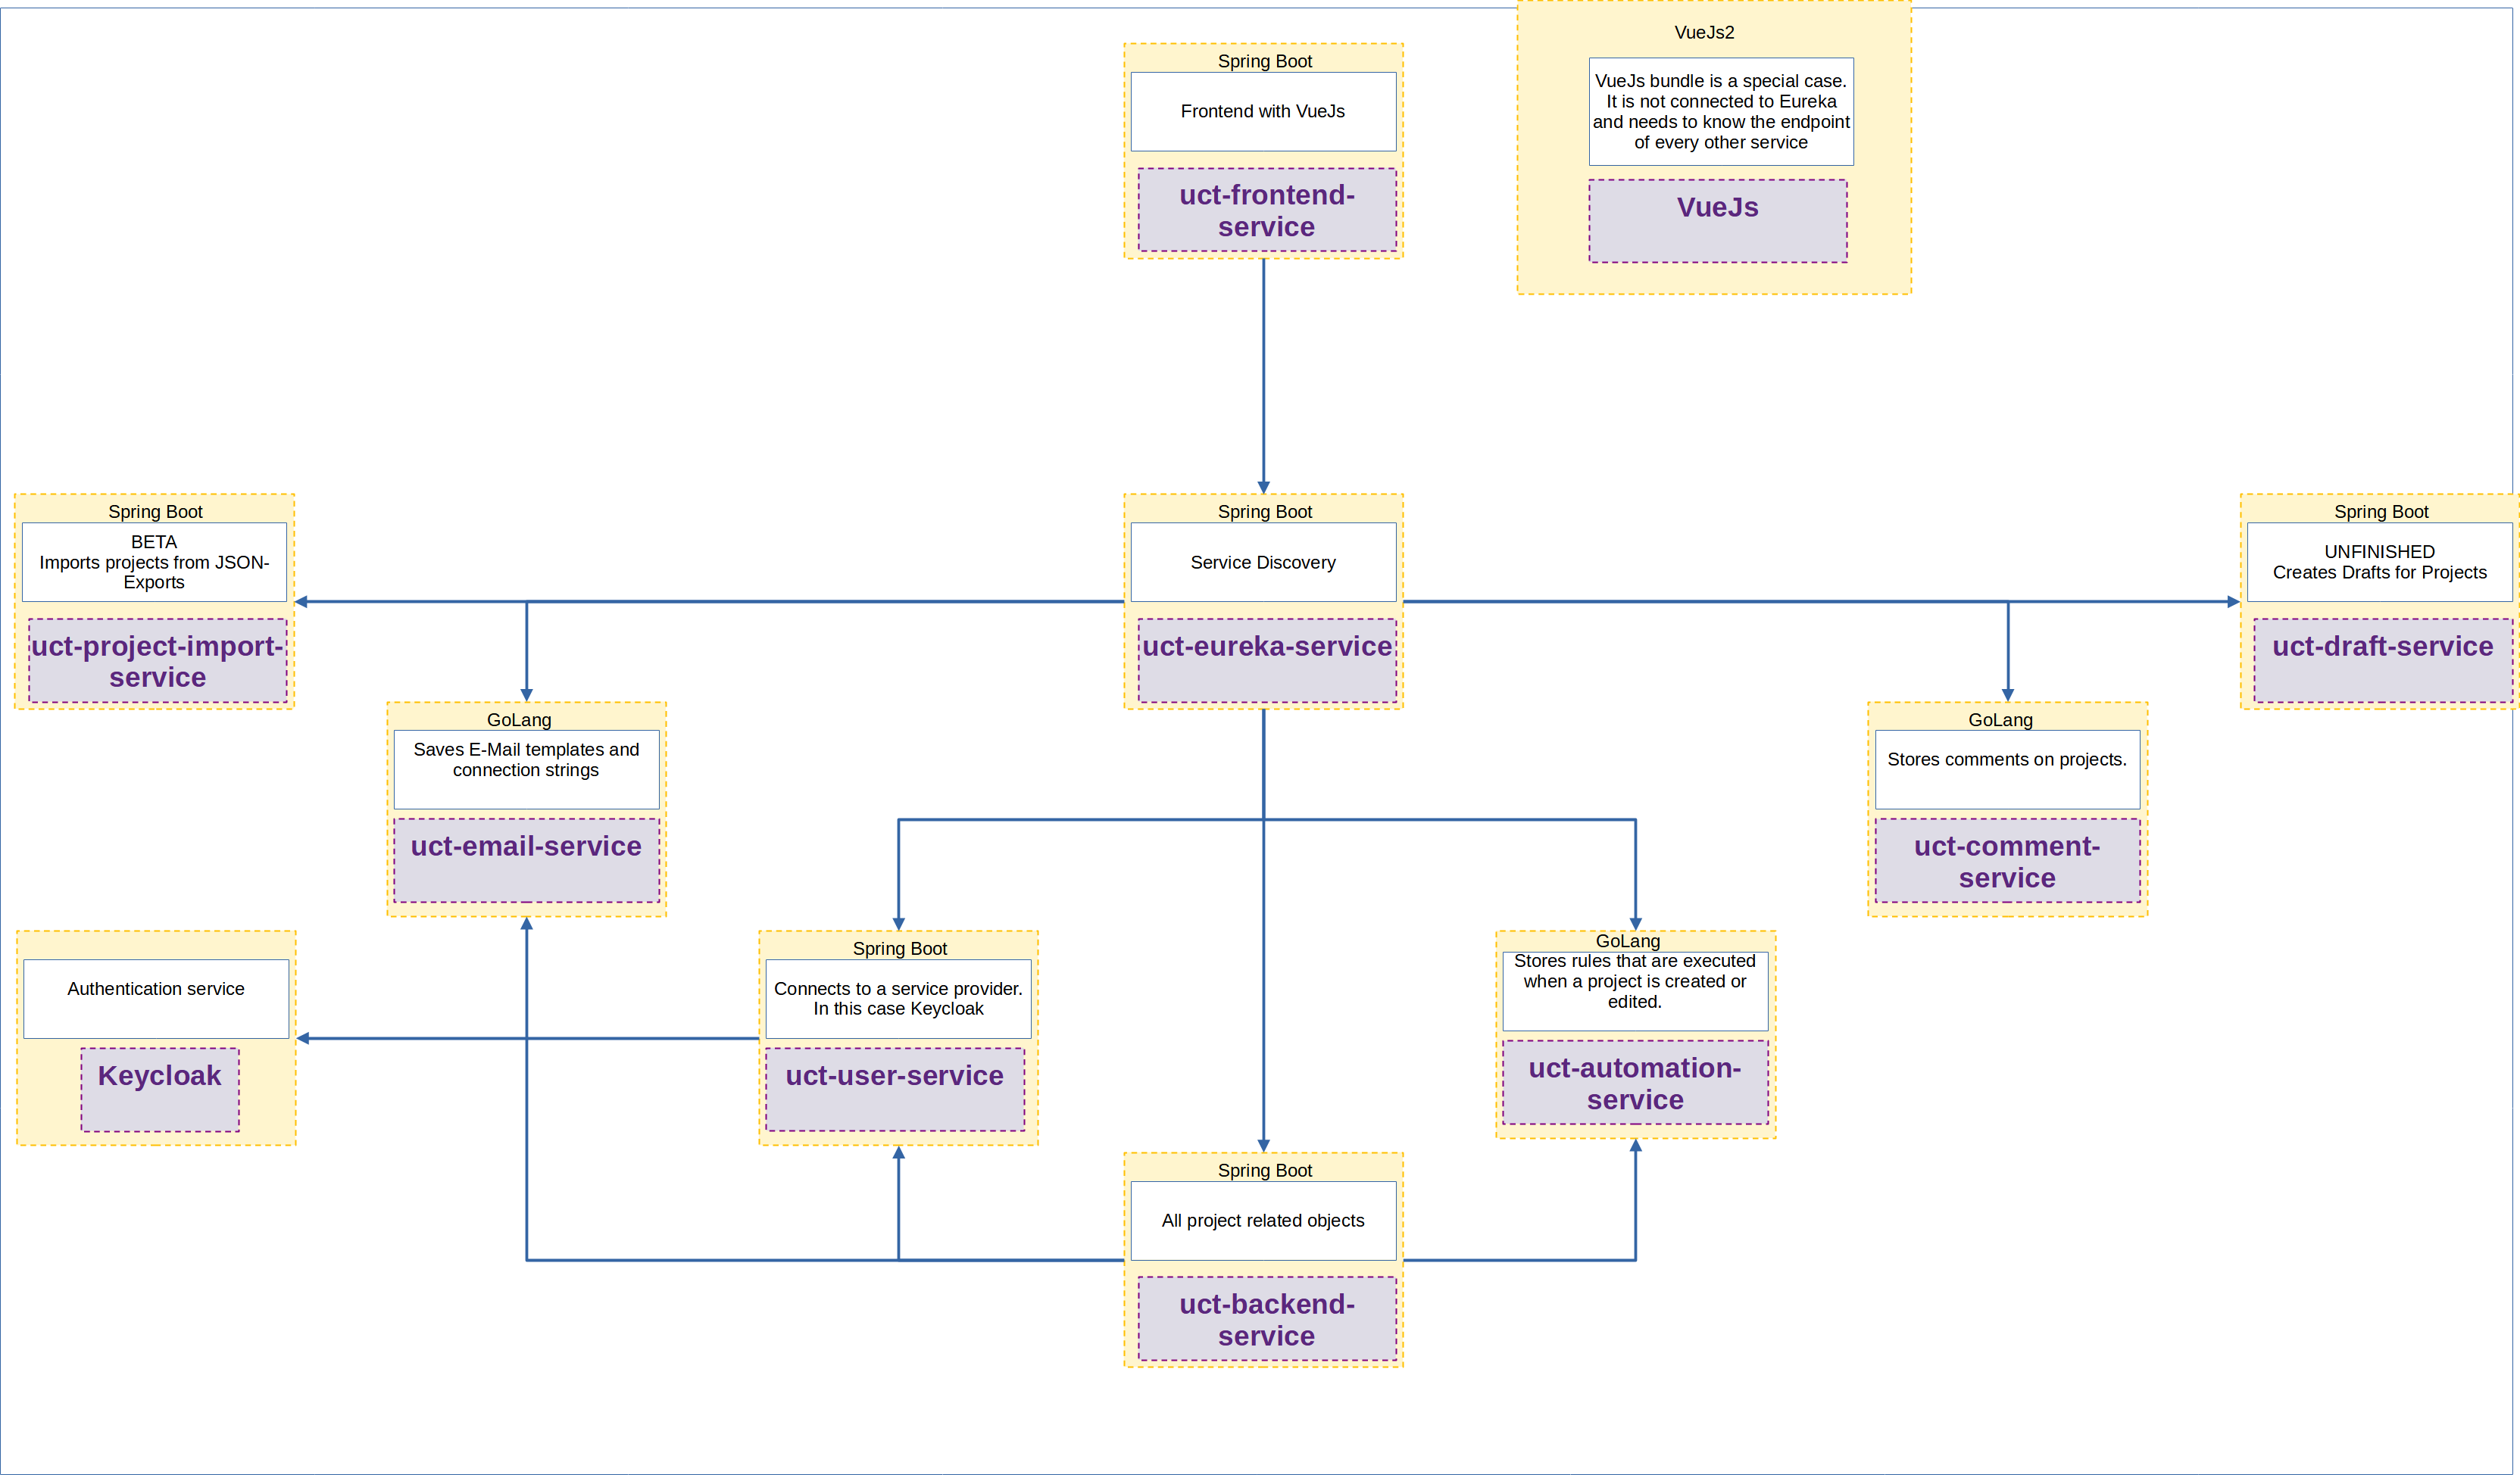 VueJs2
VueJs bundle is a special case.
It is not connected to Eureka
and needs to know the endpoint
of every other service
VueJs
Spring Boot
Frontend with VueJs
uct-frontend-
service
Spring Boot
BETA
Imports projects from JSON-
Exports
uct-project-import-
service
Spring Boot
Service Discovery
uct-eureka-service
Spring Boot
UNFINISHED
Creates Drafts for Projects
uct-draft-service
GoLang
Saves E-Mail templates and
connection strings
uct-email-service
GoLang
Stores comments on projects.
uct-comment-
service
Authentication service
Keycloak
Spring Boot
Connects to a service provider.
In this case Keycloak
uct-user-service
GoLang
Stores rules that are executed
when a project is created or
edited.
uct-automation-
service
Spring Boot
All project related objects
uct-backend-
service